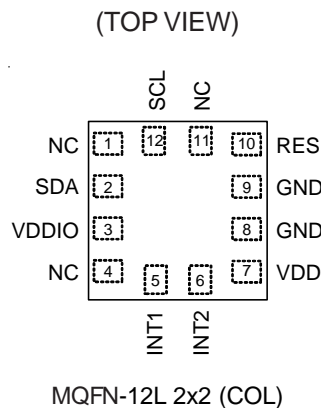 (TOP VIEW)
SCL NC
NC 1 12 11 10 RES
SDA 2 9 GND
VDDIO 3 8 GND
NC 4 5 6 7 VDD
INT1 INT2
MQFN-12L 2x2 (COL)